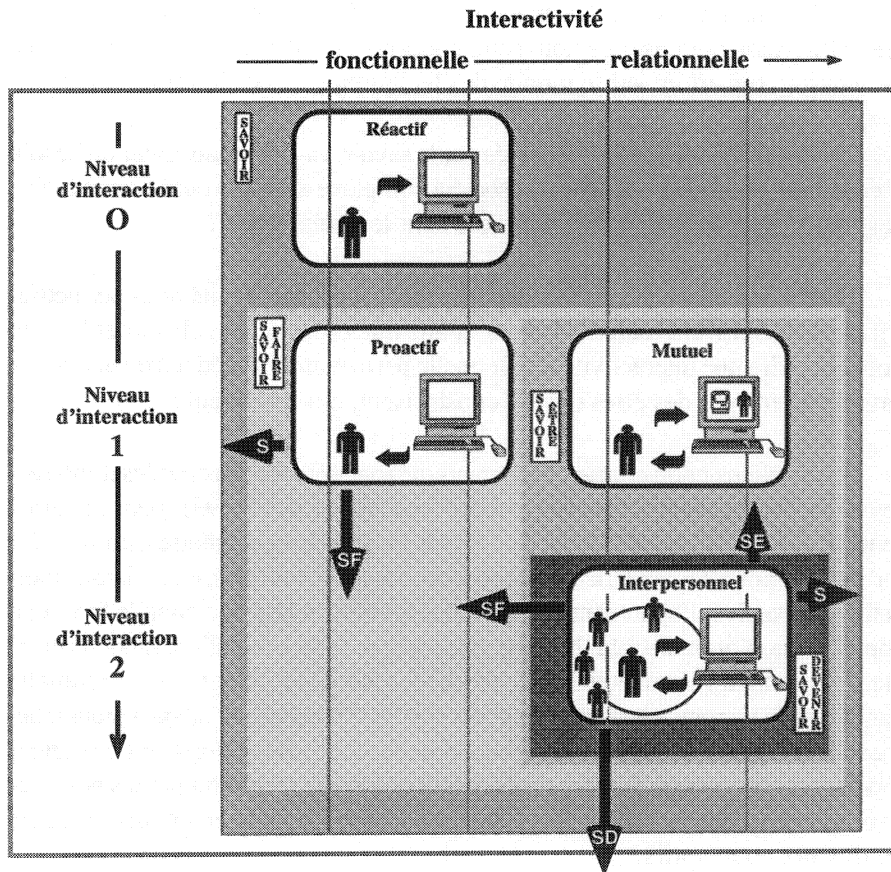 Interactivité
fonctionnelle relationnelle
SAVOIR
Réactif
Niveau
d'interaction
O
SAVOIR
FAIRE
Proactif
SAVOIR
ÊTRE
Mutuel
Niveau
d'interaction
1
S
SF
SE
Interpersonnel
SF
S
Niveau
d'interaction
2
SAVOIR
DEVENIR
SD